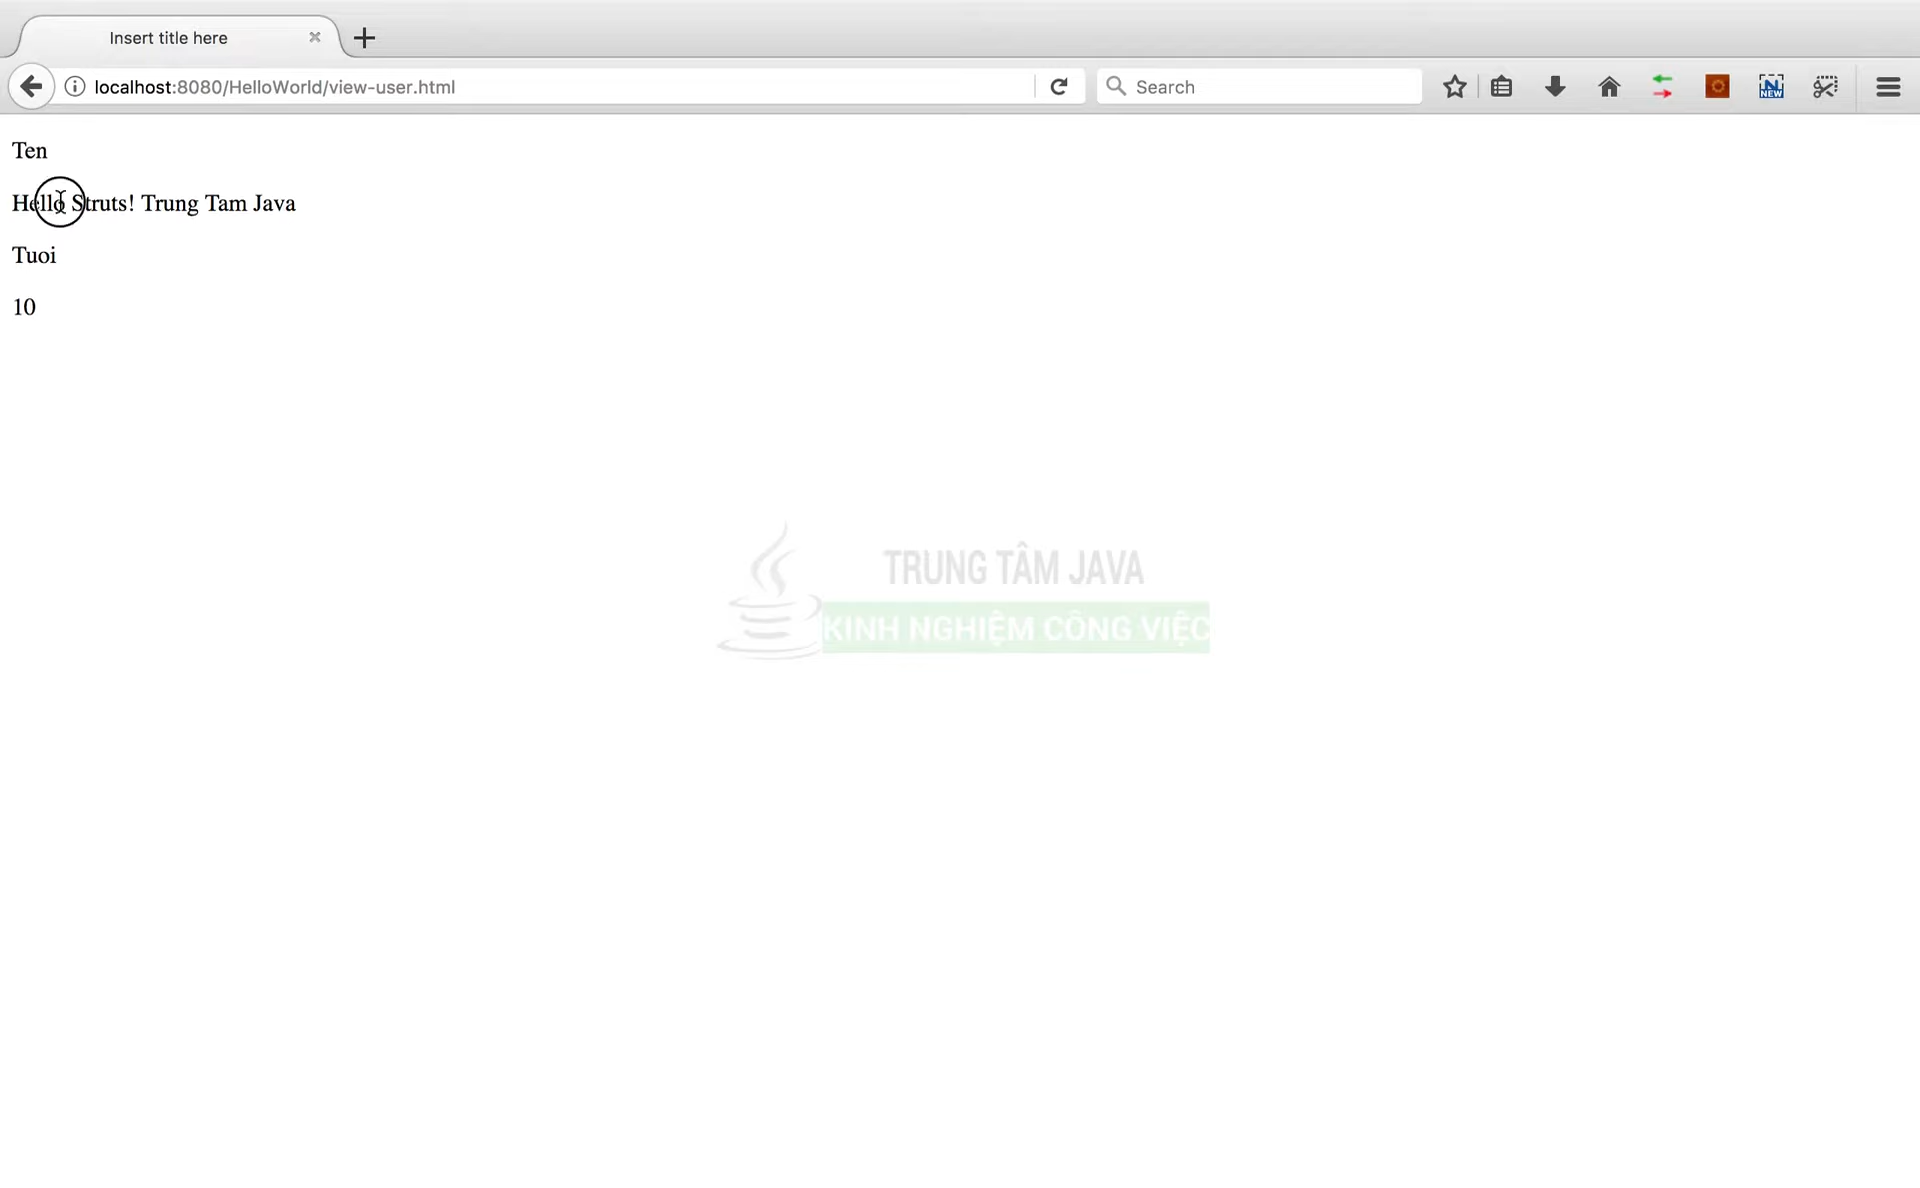 Insert title here
localhost:8080/HelloWorld/view-user.html
Search
NEW
Ten
Hello Struts! Trung Tam Java
Tuoi
10
TRUNG TÂM JAVA
KINH NGHIỆM CÔNG VIỆC